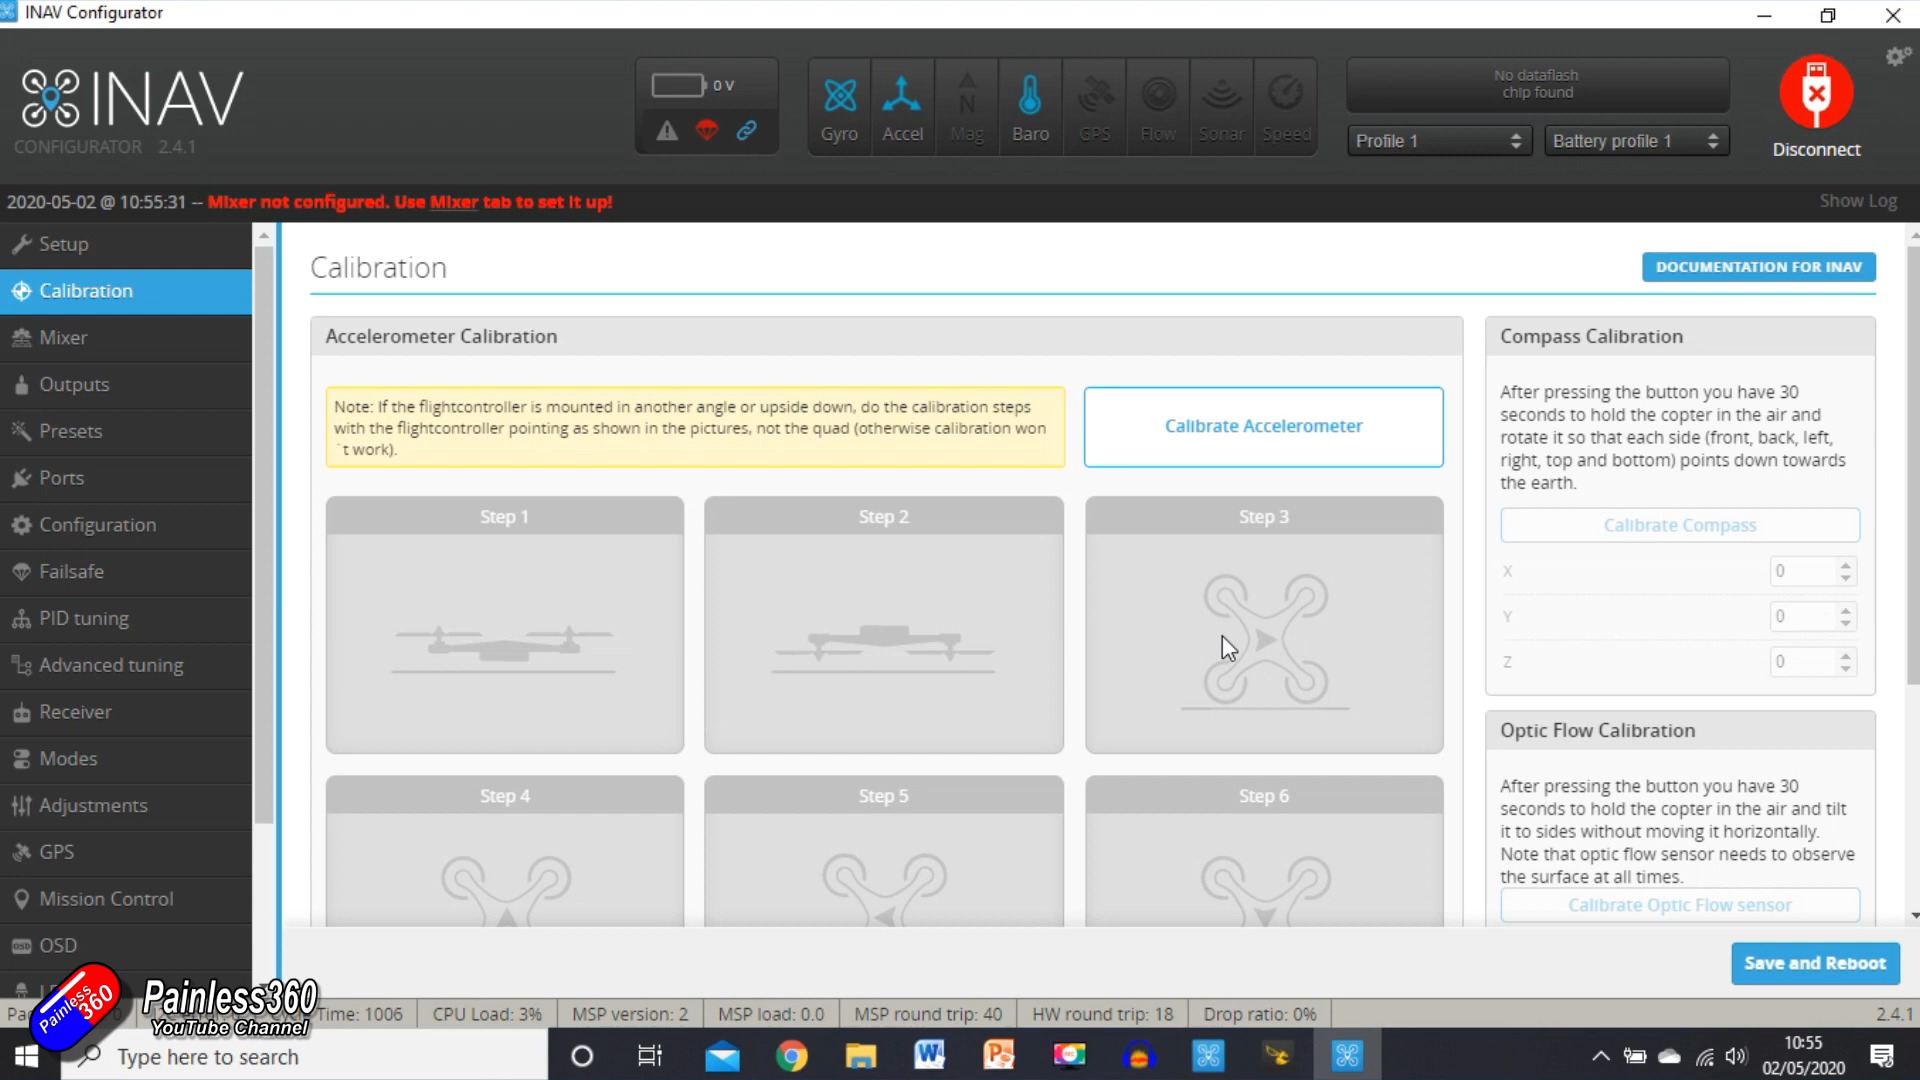 INAV Configurator
INAV
CONFIGURATOR 2.4.1
0 V
Gyro
Accel
Mag
Baro
GPS
Flow
Sonar
Speed
No dataflash
chip found
Profile 1
Battery profile 1
Disconnect
2020-05-02 @ 10:55:31 -- Mixer not configured. Use Mixer tab to set it up!
Show Log
Setup
Calibration
Mixer
Outputs
Presets
Ports
Configuration
Failsafe
PID tuning
Advanced tuning
Receiver
Modes
Adjustments
GPS
Mission Control
OSD
Calibration
DOCUMENTATION FOR INAV
Accelerometer Calibration
Note: If the flightcontroller is mounted in another angle or upside down, do the calibration steps
with the flightcontroller pointing as shown in the pictures, not the quad (otherwise calibration won
`t work).
Calibrate Accelerometer
Step 1
Step 2
Step 3
Step 4
Step 5
Step 6
Compass Calibration
After pressing the button you have 30
seconds to hold the copter in the air and
rotate it so that each side (front, back, left,
right, top and bottom) points down towards
the earth.
Calibrate Compass
X 0
Y 0
Z 0
Optic Flow Calibration
After pressing the button you have 30
seconds to hold the copter in the air and tilt
it to sides without moving it horizontally.
Note that optic flow sensor needs to observe
the surface at all times.
Calibrate Optic Flow sensor
Save and Reboot
Painless360
Painless360
YouTube Channel
Time: 1006
CPU Load: 3%
MSP version: 2
MSP load: 0.0
MSP round trip: 40
HW round trip: 18
Drop ratio: 0%
2.4.1
Type here to search
10:55
02/05/2020